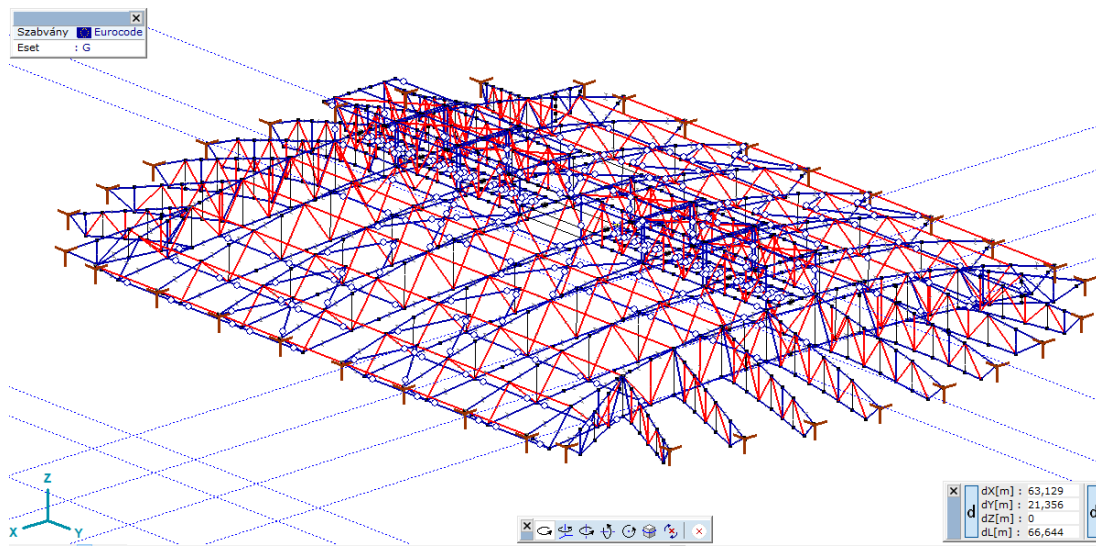 Szabvány Eurocode
Eset : G
Z
X Y
d
dX[m] : 63,129
dY[m] : 21,356
dZ[m] : 0
dL[m] : 66,644
d